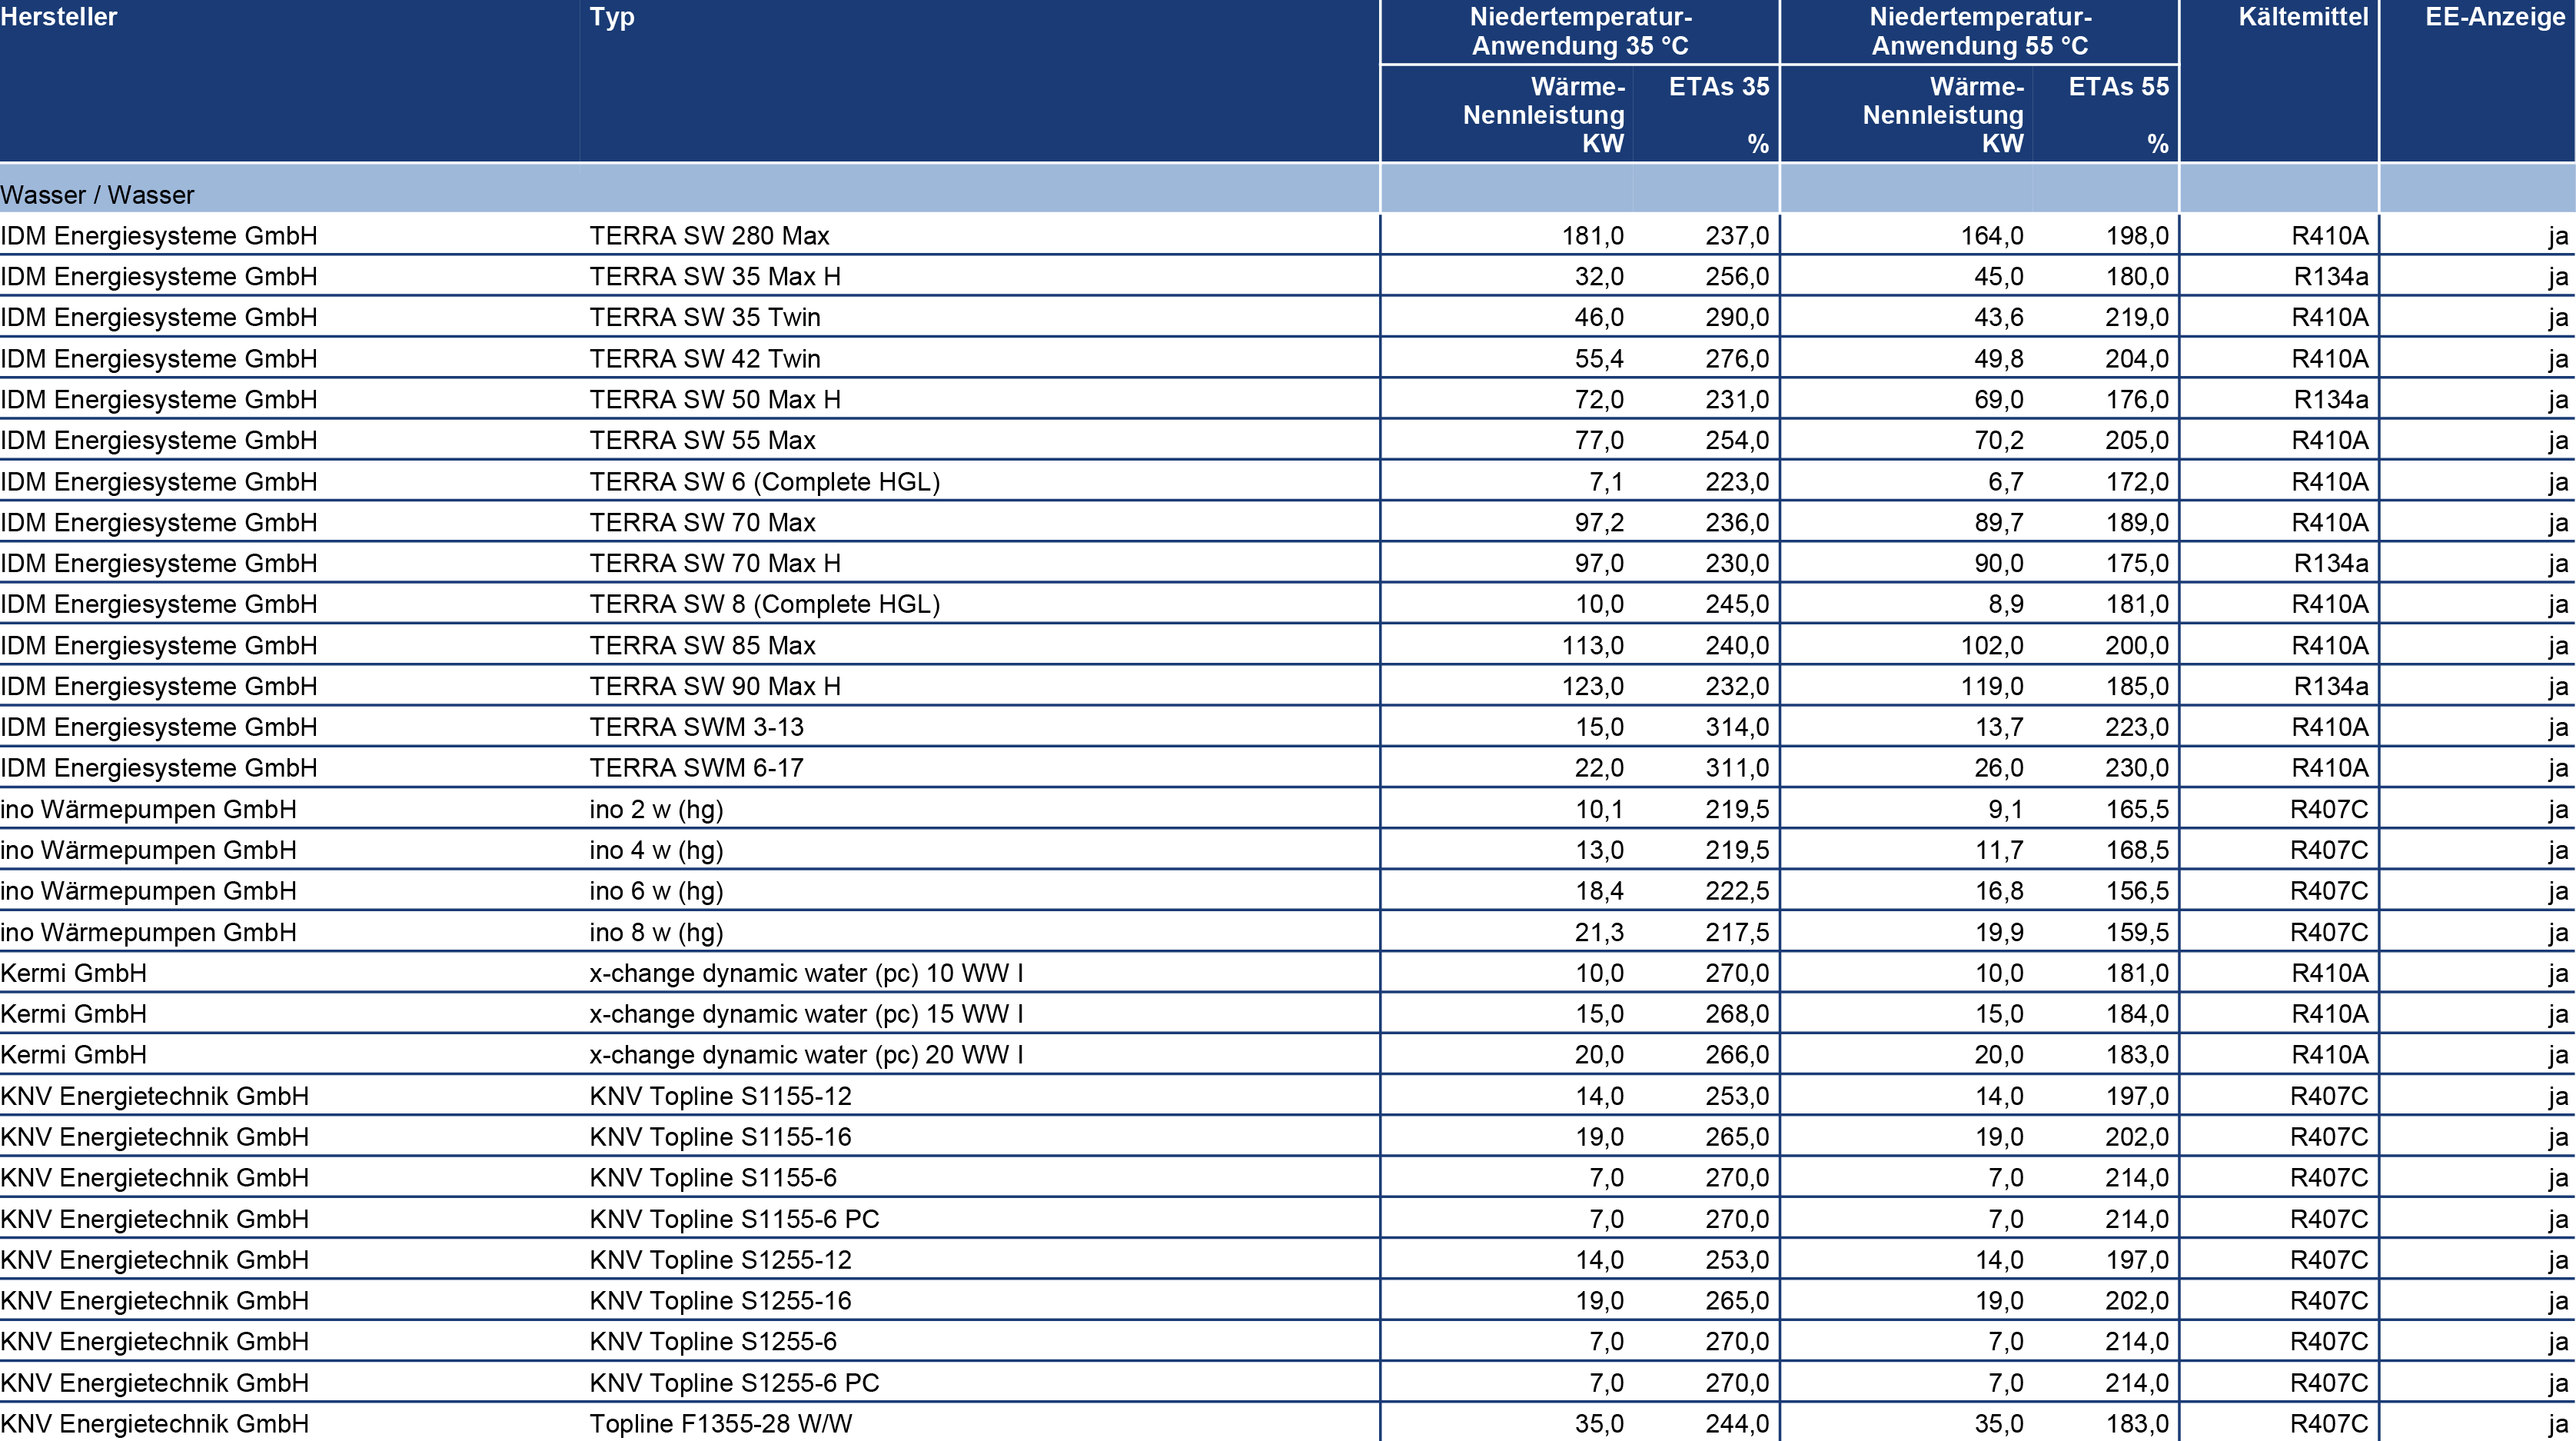 Hersteller Typ Niedertemperatur- Niedertemperatur- Kältemittel EE-Anzeige
Anwendung 35 °C Anwendung 55 °C
Wärme- ETAs 35 Wärme- ETAs 55
Nennleistung Nennleistung
KW % KW %
Wasser / Wasser
IDM Energiesysteme GmbH TERRA SW 280 Max 181,0 237,0 164,0 198,0 R410A ja
IDM Energiesysteme GmbH TERRA SW 35 Max H 32,0 256,0 45,0 180,0 R134a ja
IDM Energiesysteme GmbH TERRA SW 35 Twin 46,0 290,0 43,6 219,0 R410A ja
IDM Energiesysteme GmbH TERRA SW 42 Twin 55,4 276,0 49,8 204,0 R410A ja
IDM Energiesysteme GmbH TERRA SW 50 Max H 72,0 231,0 69,0 176,0 R134a ja
IDM Energiesysteme GmbH TERRA SW 55 Max 77,0 254,0 70,2 205,0 R410A ja
IDM Energiesysteme GmbH TERRA SW 6 (Complete HGL) 7,1 223,0 6,7 172,0 R410A ja
IDM Energiesysteme GmbH TERRA SW 70 Max 97,2 236,0 89,7 189,0 R410A ja
IDM Energiesysteme GmbH TERRA SW 70 Max H 97,0 230,0 90,0 175,0 R134a ja
IDM Energiesysteme GmbH TERRA SW 8 (Complete HGL) 10,0 245,0 8,9 181,0 R410A ja
IDM Energiesysteme GmbH TERRA SW 85 Max 113,0 240,0 102,0 200,0 R410A ja
IDM Energiesysteme GmbH TERRA SW 90 Max H 123,0 232,0 119,0 185,0 R134a ja
IDM Energiesysteme GmbH TERRA SWM 3-13 15,0 314,0 13,7 223,0 R410A ja
IDM Energiesysteme GmbH TERRA SWM 6-17 22,0 311,0 26,0 230,0 R410A ja
ino Wärmepumpen GmbH ino 2 w (hg) 10,1 219,5 9,1 165,5 R407C ja
ino Wärmepumpen GmbH ino 4 w (hg) 13,0 219,5 11,7 168,5 R407C ja
ino Wärmepumpen GmbH ino 6 w (hg) 18,4 222,5 16,8 156,5 R407C ja
ino Wärmepumpen GmbH ino 8 w (hg) 21,3 217,5 19,9 159,5 R407C ja
Kermi GmbH x-change dynamic water (pc) 10 WW I 10,0 270,0 10,0 181,0 R410A ja
Kermi GmbH x-change dynamic water (pc) 15 WW I 15,0 268,0 15,0 184,0 R410A ja
Kermi GmbH x-change dynamic water (pc) 20 WW I 20,0 266,0 20,0 183,0 R410A ja
KNV Energietechnik GmbH KNV Topline S1155-12 14,0 253,0 14,0 197,0 R407C ja
KNV Energietechnik GmbH KNV Topline S1155-16 19,0 265,0 19,0 202,0 R407C ja
KNV Energietechnik GmbH KNV Topline S1155-6 7,0 270,0 7,0 214,0 R407C ja
KNV Energietechnik GmbH KNV Topline S1155-6 PC 7,0 270,0 7,0 214,0 R407C ja
KNV Energietechnik GmbH KNV Topline S1255-12 14,0 253,0 14,0 197,0 R407C ja
KNV Energietechnik GmbH KNV Topline S1255-16 19,0 265,0 19,0 202,0 R407C ja
KNV Energietechnik GmbH KNV Topline S1255-6 7,0 270,0 7,0 214,0 R407C ja
KNV Energietechnik GmbH KNV Topline S1255-6 PC 7,0 270,0 7,0 214,0 R407C ja
KNV Energietechnik GmbH Topline F1355-28 W/W 35,0 244,0 35,0 183,0 R407C ja